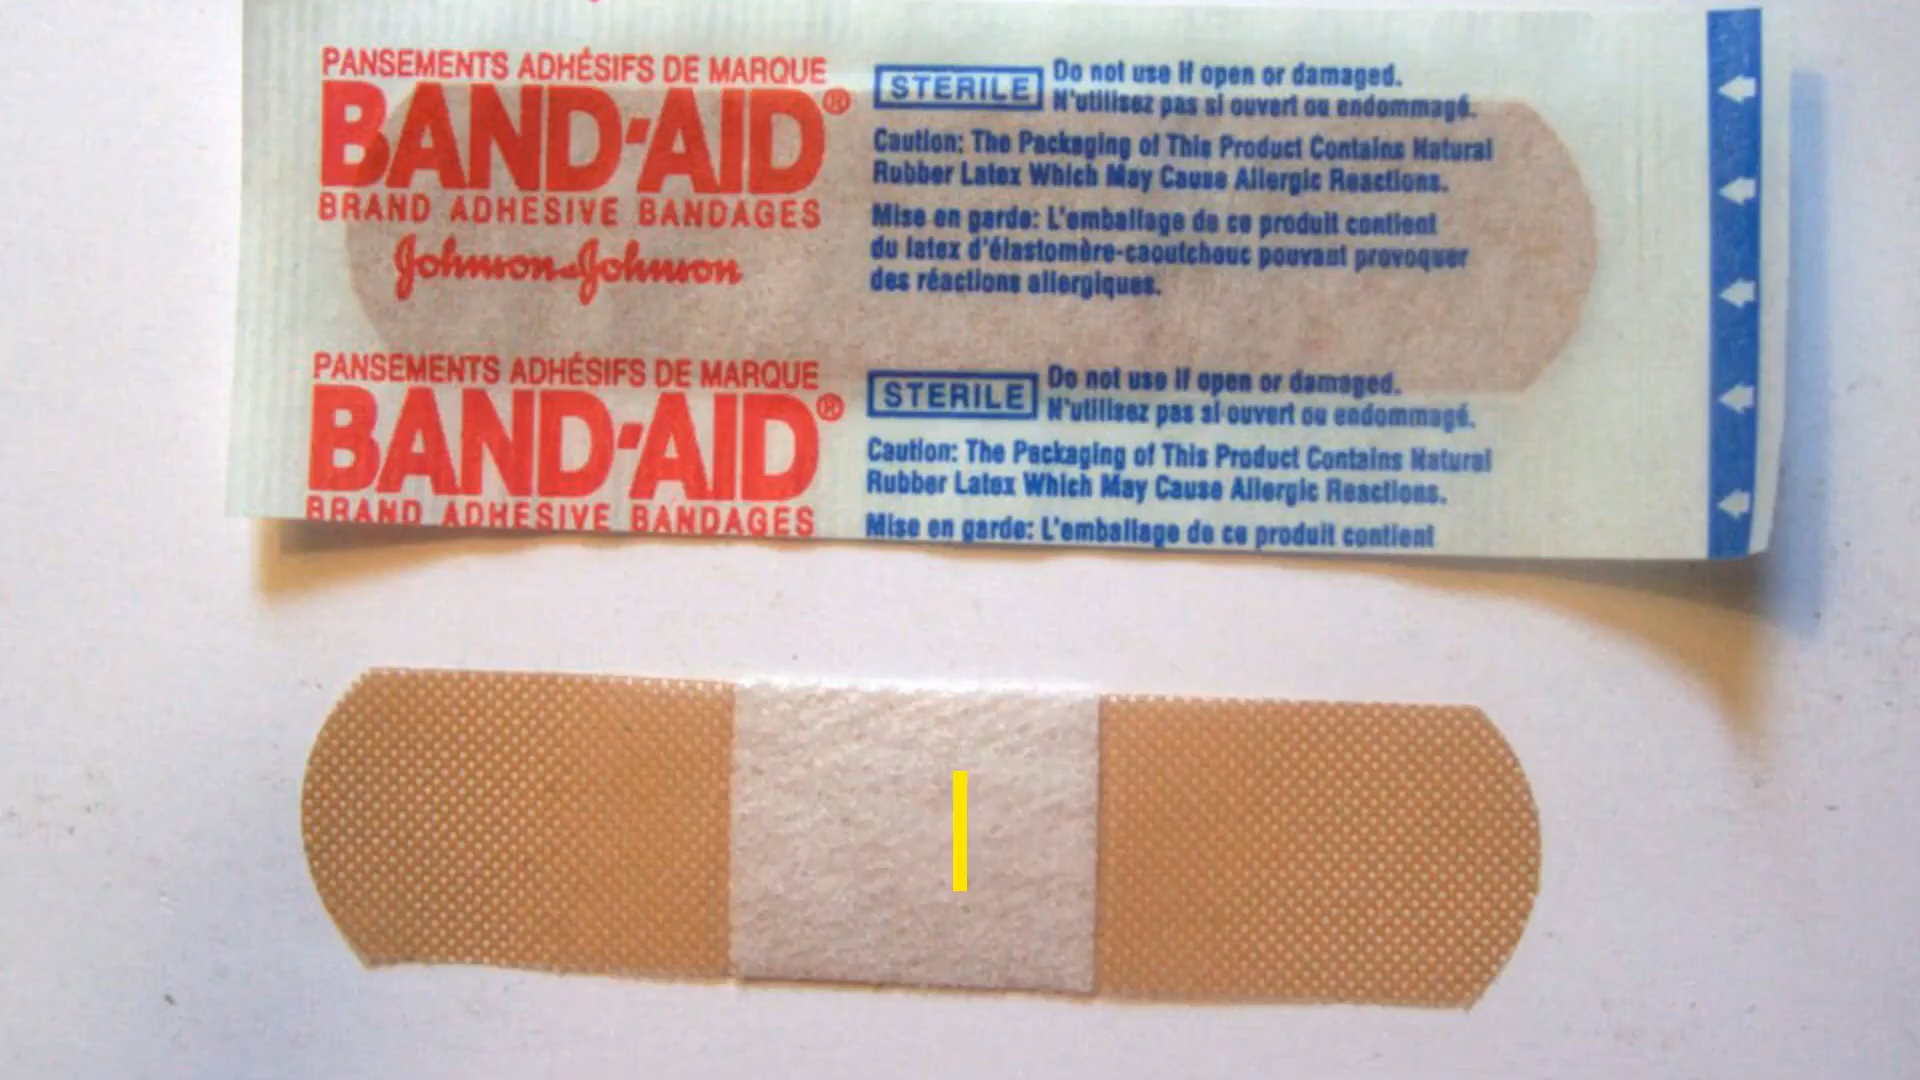 PANSEMENTS ADHÉSIFS DE MARQUE
BAND-AID®
BRAND ADHESIVE BANDAGES
Johnson & Johnson
STERILE
Do not use if open or damaged.
N'utilisez pas si ouvert ou endommagé.
Caution: The Packaging of This Product Contains Natural
Rubber Latex Which May Cause Allergic Reactions.
Mise en garde: L'emballage de ce produit contient
du latex d'élastomère-caoutchouc pouvant provoquer
des réactions allergiques.
PANSEMENTS ADHÉSIFS DE MARQUE
BAND-AID®
BRAND ADHESIVE BANDAGES
STERILE
Do not use if open or damaged.
N'utilisez pas si ouvert ou endommagé.
Caution: The Packaging of This Product Contains Natural
Rubber Latex Which May Cause Allergic Reactions.
Mise en garde: L'emballage de ce produit contient